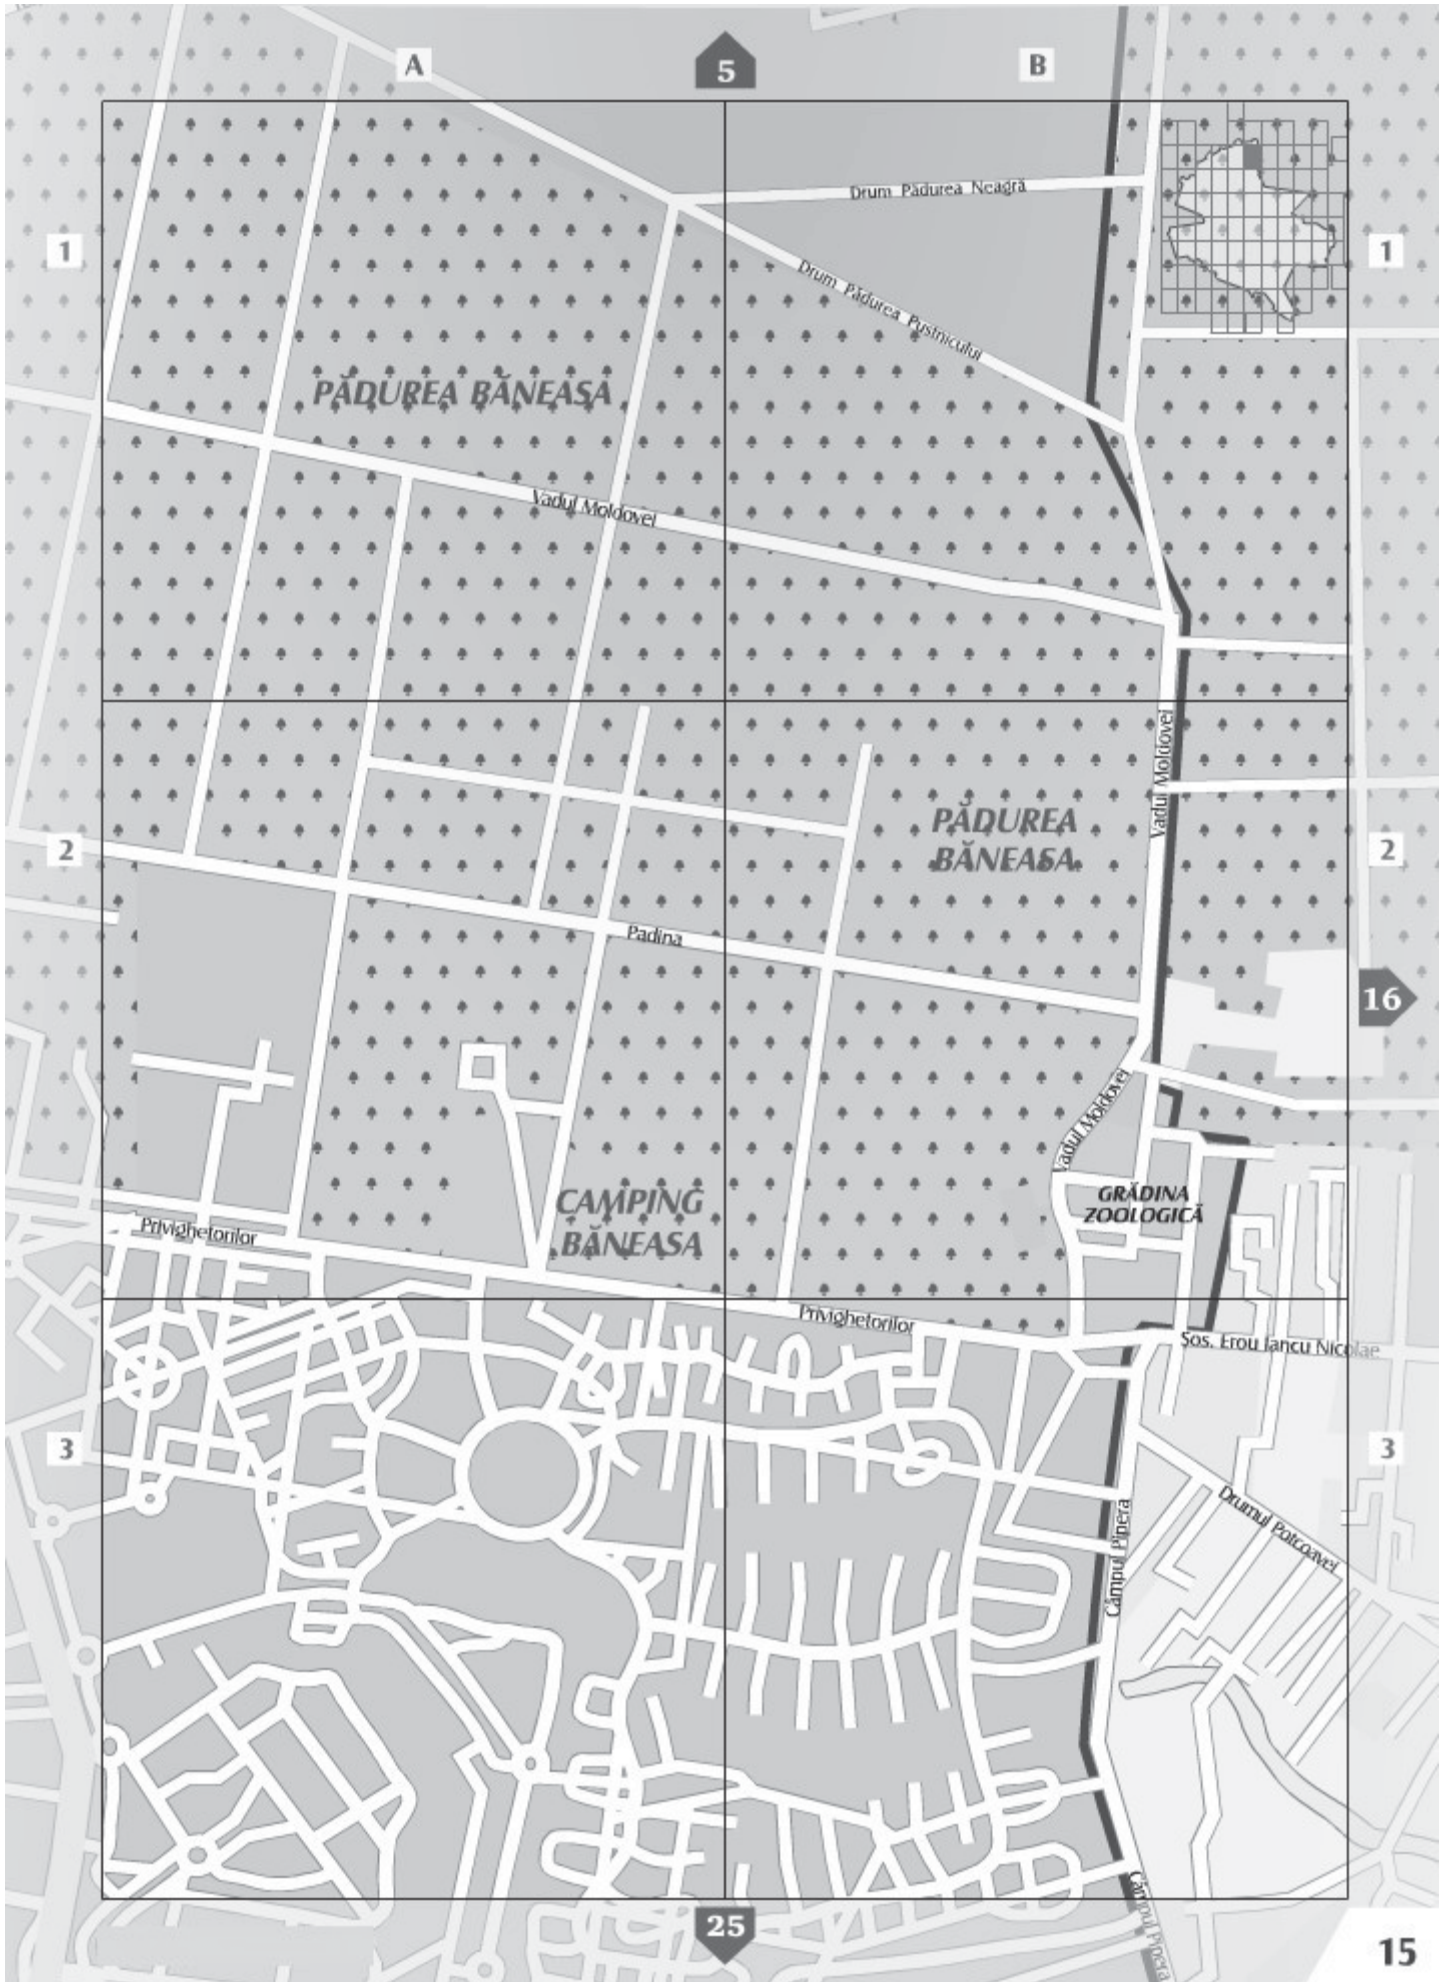 A
5
B
Drum Pădurea Neagră
1
1
Drum Pădurea Pustnicului
PĂDUREA BĂNEASA
Vadul Moldovei
Vadul Moldovei
PĂDUREA
BĂNEASA
2
2
Padina
16
Vadul Moldovei
GRĂDINA
ZOOLOGICĂ
CAMPING
BĂNEASA
Privighetorilor
Privighetorilor
Șos. Erou Iancu Nicolae
3
3
Drumul Potcoavei
Câmpul Pipera
Câmpul Pipera
25
15